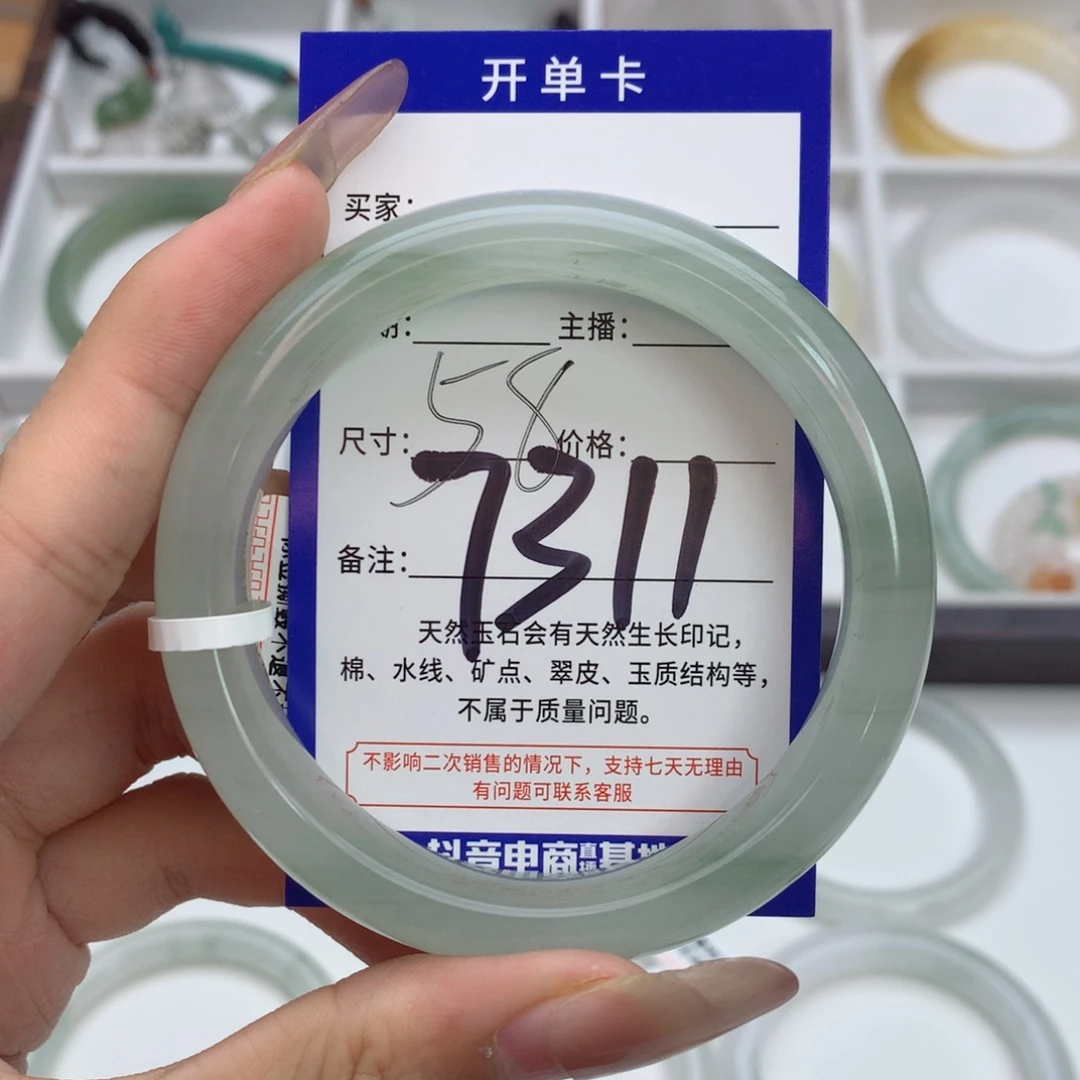 开单卡
买家：
主播：
58
尺寸： 价格：
7311
备注：
天然玉石会有天然生长印记，
棉、水线、矿点、翠皮、玉质结构等，
不属于质量问题。
不影响二次销售的情况下，支持七天无理由
有问题可联系客服
抖音电商直播基地